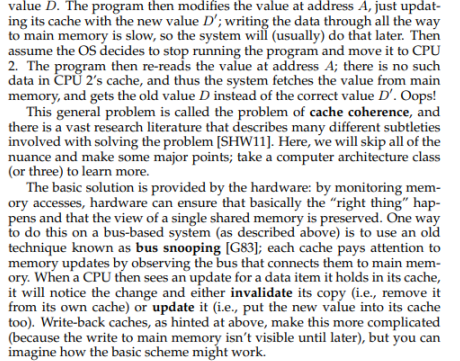 value D. The program then modifies the value at address A, just updat-
ing its cache with the new value D′; writing the data through all the way
to main memory is slow, so the system will (usually) do that later. Then
assume the OS decides to stop running the program and move it to CPU
2. The program then re-reads the value at address A; there is no such
data in CPU 2's cache, and thus the system fetches the value from main
memory, and gets the old value D instead of the correct value D′. Oops!
This general problem is called the problem of cache coherence, and
there is a vast research literature that describes many different subtleties
involved with solving the problem [SHW11]. Here, we will skip all of the
nuance and make some major points; take a computer architecture class
(or three) to learn more.
The basic solution is provided by the hardware: by monitoring mem-
ory accesses, hardware can ensure that basically the “right thing” hap-
pens and that the view of a single shared memory is preserved. One way
to do this on a bus-based system (as described above) is to use an old
technique known as bus snooping [G83]; each cache pays attention to
memory updates by observing the bus that connects them to main mem-
ory. When a CPU then sees an update for a data item it holds in its cache,
it will notice the change and either invalidate its copy (i.e., remove it
from its own cache) or update it (i.e., put the new value into its cache
too). Write-back caches, as hinted at above, make this more complicated
(because the write to main memory isn't visible until later), but you can
imagine how the basic scheme might work.